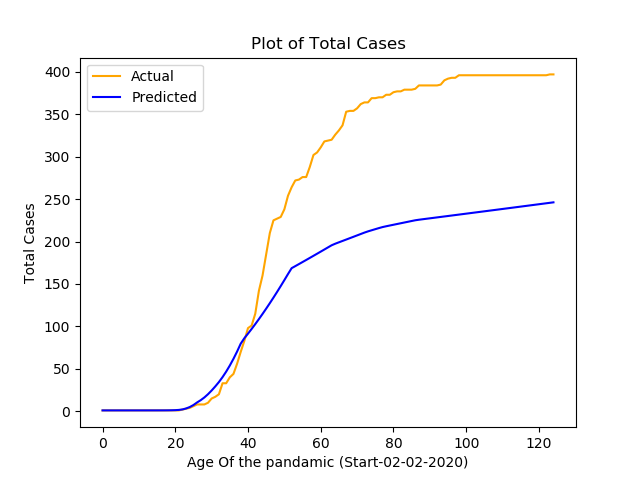 Plot of Total Cases
Actual
Predicted
400
350
300
250
200
150
100
50
0
Total Cases
0 20 40 60 80 100 120
Age Of the pandamic (Start-02-02-2020)